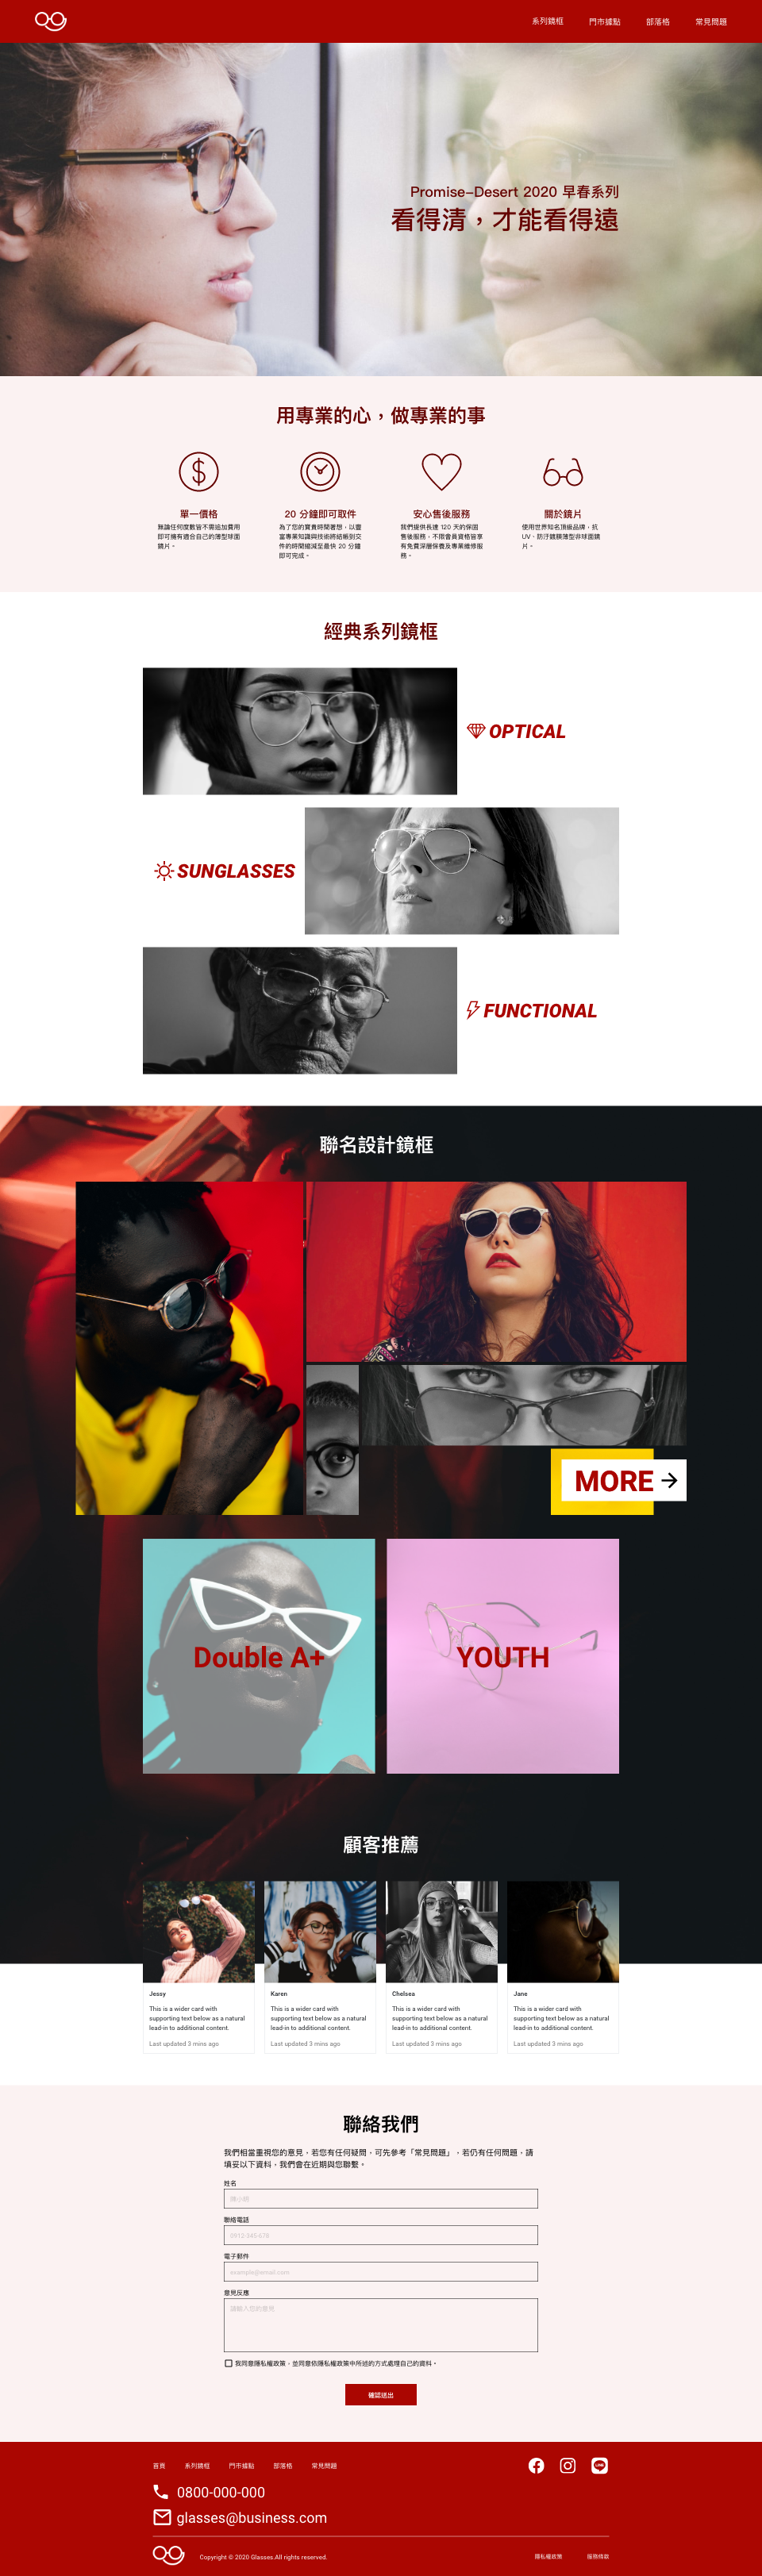 系列鏡框
門市據點
部落格
常見問題
Promise-Desert 2020 早春系列
看得清，才能看得遠
用專業的心，做專業的事
單一價格
無論任何度數皆不需追加費用
即可擁有適合自己的薄型球面
鏡片。
20 分鐘即可取件
為了您的寶貴時間著想，以豐
富專業知識與技術將結帳到交
件的時間縮減至最快 20 分鐘
即可完成。
安心售後服務
我們提供長達 120 天的保固
售後服務，不限會員資格皆享
有免費深層保養及專業維修服
務。
關於鏡片
使用世界知名頂級品牌，抗
UV、防汙鍍膜薄型非球面鏡
片。
經典系列鏡框
OPTICAL
SUNGLASSES
FUNCTIONAL
聯名設計鏡框
MORE
Double A+
YOUTH
顧客推薦
Jessy
This is a wider card with
supporting text below as a natural
lead-in to additional content.
Last updated 3 mins ago
Karen
This is a wider card with
supporting text below as a natural
lead-in to additional content.
Last updated 3 mins ago
Chelsea
This is a wider card with
supporting text below as a natural
lead-in to additional content.
Last updated 3 mins ago
Jane
This is a wider card with
supporting text below as a natural
lead-in to additional content.
Last updated 3 mins ago
聯絡我們
我們相當重視您的意見，若您有任何疑問，可先參考「常見問題」，若仍有任何問題，請
填妥以下資料，我們會在近期與您聯繫。
姓名
陳小明
聯絡電話
0912-345-678
電子郵件
example@email.com
意見反應
請輸入您的意見
我同意隱私權政策，並同意依隱私權政策中所述的方式處理自己的資料。
確認送出
首頁
系列鏡框
門市據點
部落格
常見問題
0800-000-000
glasses@business.com
Copyright © 2020 Glasses.All rights reserved.
隱私權政策
服務條款